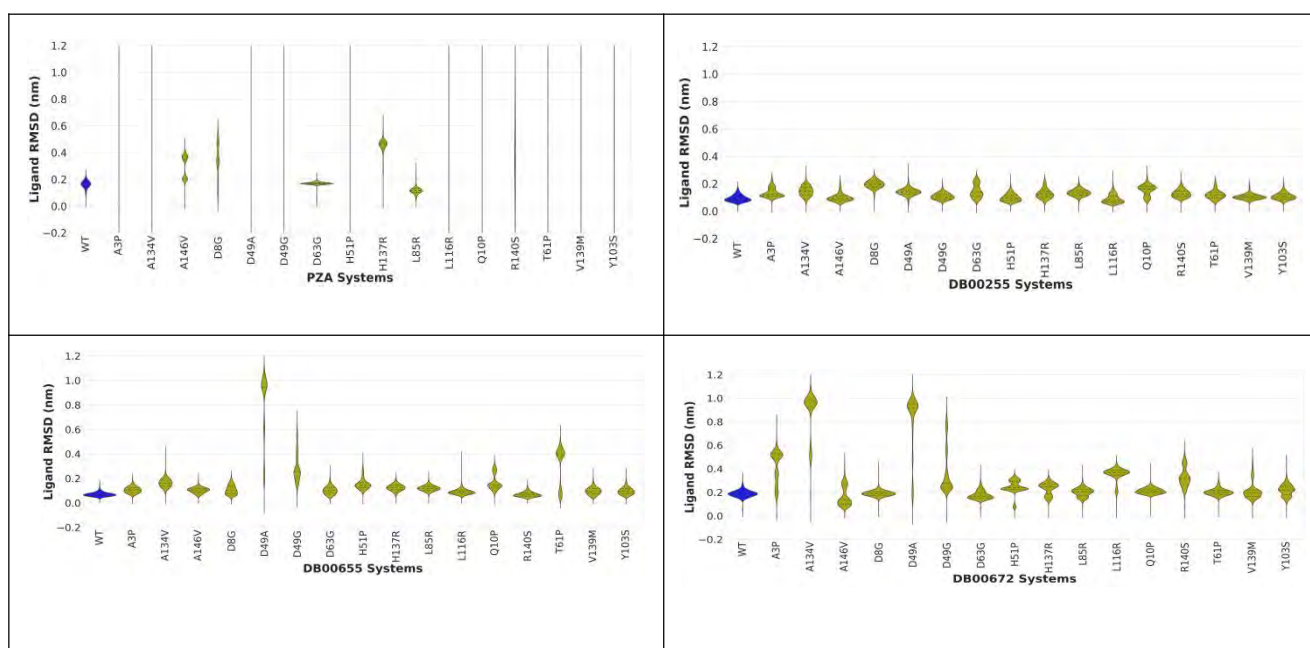 1.2
1.0
0.8
0.6
0.4
0.2
0.0
−0.2
Ligand RMSD (nm)
WT A3P A134V A146V D8G D49A D49G D63G H51P H137R L85R L116R Q10P R140S T61P V139M Y103S
PZA Systems
1.2
1.0
0.8
0.6
0.4
0.2
0.0
−0.2
Ligand RMSD (nm)
WT A3P A134V A146V D8G D49A D49G D63G H51P H137R L85R L116R Q10P R140S T61P V139M Y103S
DB00255 Systems
1.2
1.0
0.8
0.6
0.4
0.2
0.0
−0.2
Ligand RMSD (nm)
WT A3P A134V A146V D8G D49A D49G D63G H51P H137R L85R L116R Q10P R140S T61P V139M Y103S
DB00655 Systems
1.2
1.0
0.8
0.6
0.4
0.2
0.0
−0.2
Ligand RMSD (nm)
WT A3P A134V A146V D8G D49A D49G D63G H51P H137R L85R L116R Q10P R140S T61P V139M Y103S
DB00672 Systems